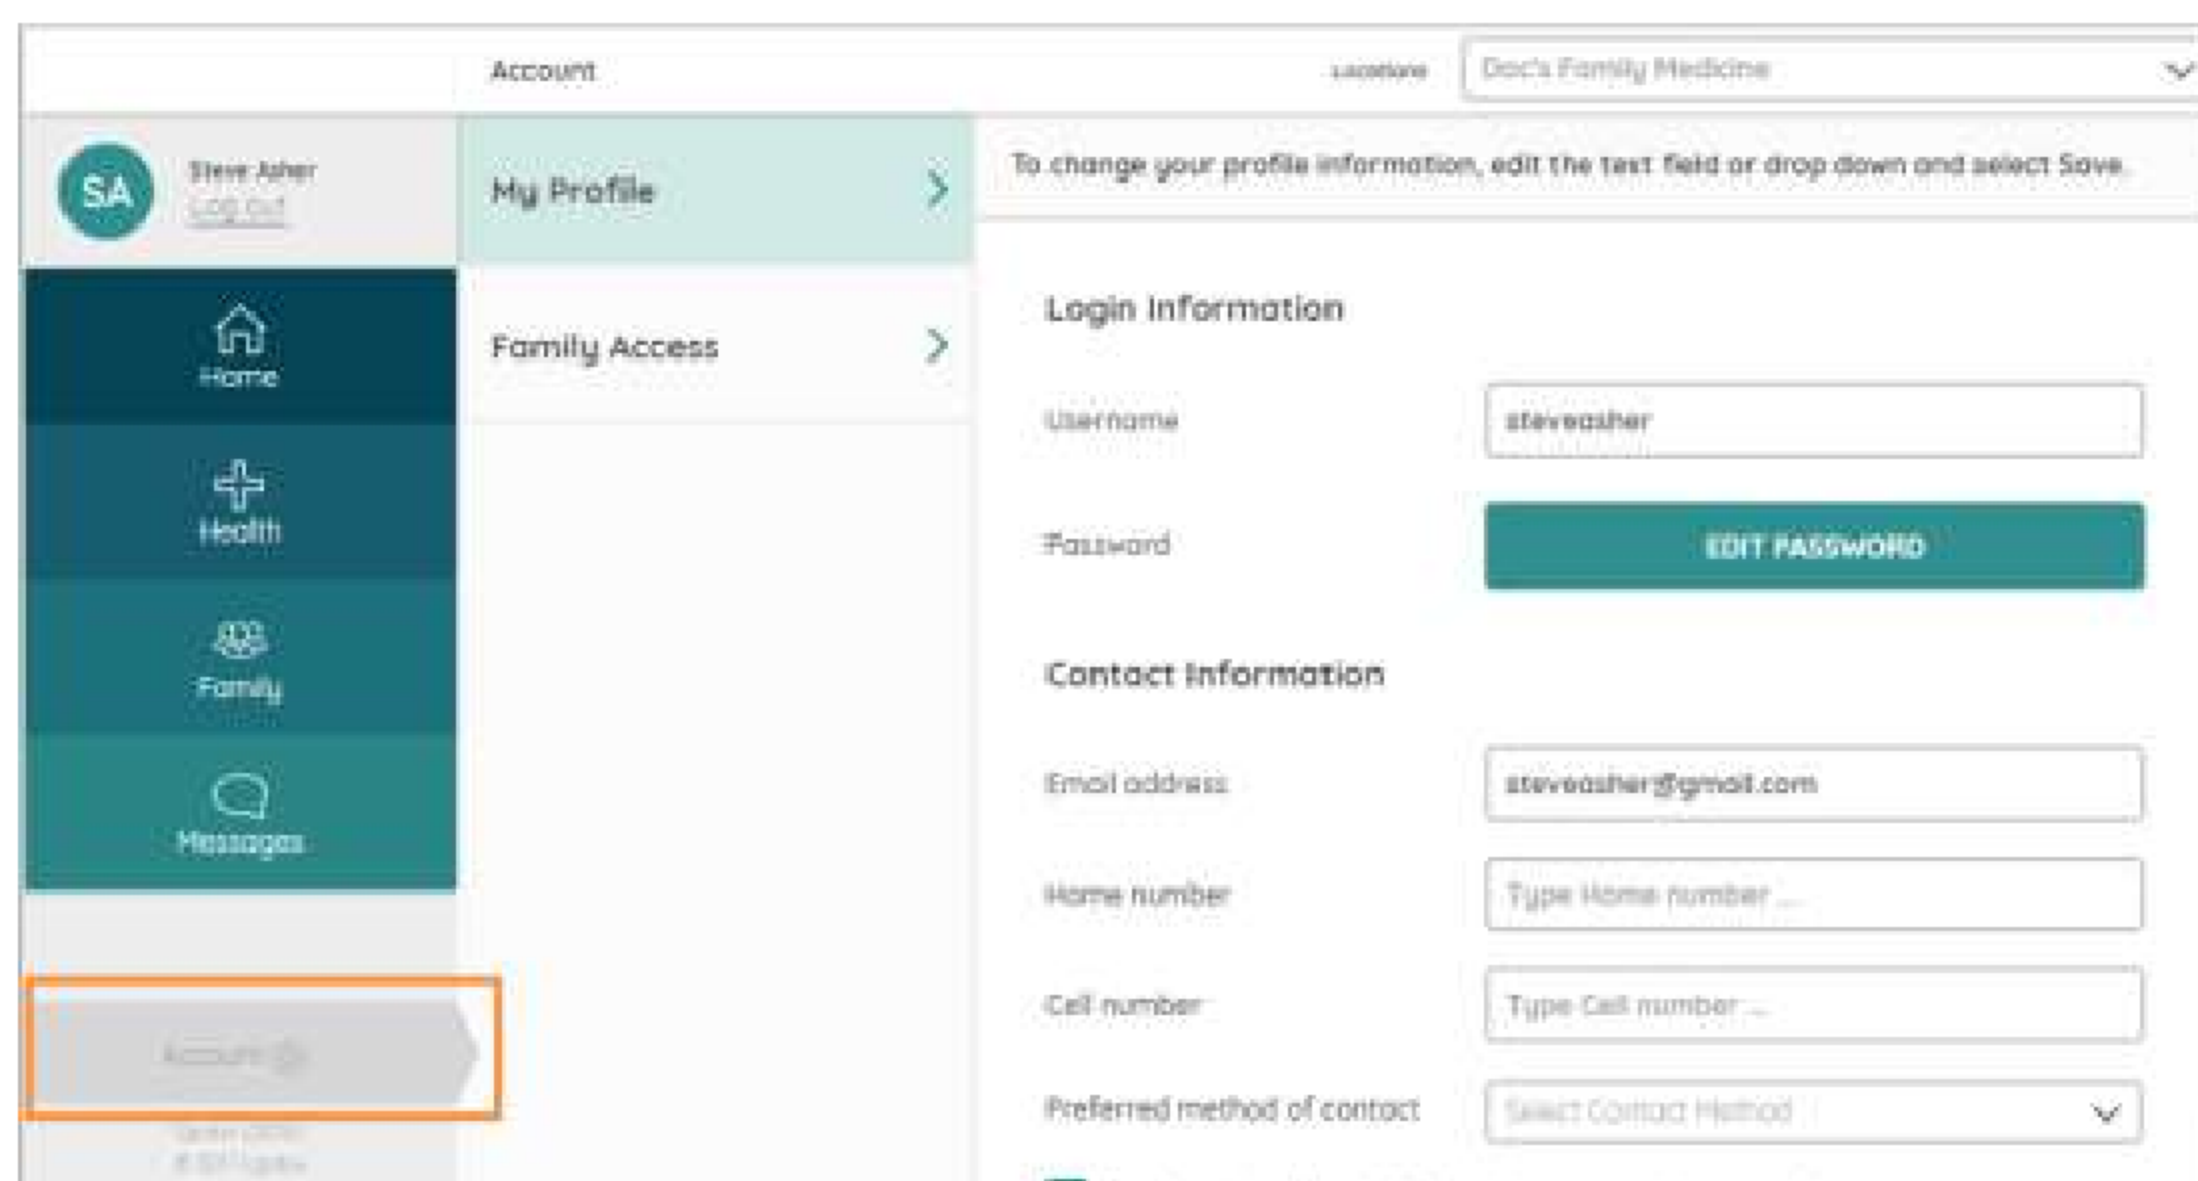 Account
Locations
Doc's Family Medicine
SA
Steve Asher
Log out
Home
Health
Family
Messages
Account
My Profile
Family Access
To change your profile information, edit the text field or drop down and select Save.
Login Information
Username
steveasher
Password
EDIT PASSWORD
Contact Information
Email address
steveasher@gmail.com
Home number
Type Home number ...
Cell number
Type Cell number ...
Preferred method of contact
Select Contact Method